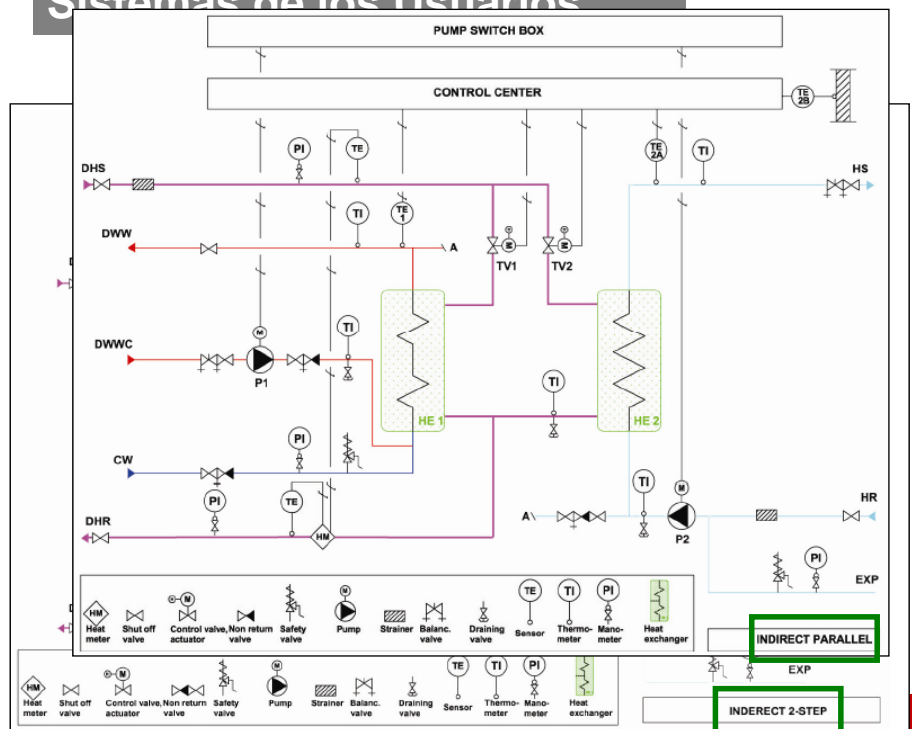 Sistemas de los Usuarios
PUMP SWITCH BOX
CONTROL CENTER
TE 2B
PI
TE
TE 2A
TI
DHS
HS
TI
TE 1
DWW
A
M
M
TV1
TV2
M
TI
DWWC
P1
TI
HE 1
HE 2
PI
CW
TI
M
PI
TE
HR
A
DHR
HM
P2
PI
EXP
HM
M
M
TE
TI
PI
Heat meter
Shut off valve
Control valve, actuator
Non return valve
Safety valve
Pump
Strainer
Balanc. valve
Draining valve
Sensor
Thermo-meter
Mano-meter
Heat exchanger
INDIRECT PARALLEL
EXP
HM
M
M
TE
TI
PI
Heat meter
Shut off valve
Control valve, actuator
Non return valve
Safety valve
Pump
Strainer
Balanc. valve
Draining valve
Sensor
Thermo-meter
Mano-meter
Heat exchanger
INDERECT 2-STEP